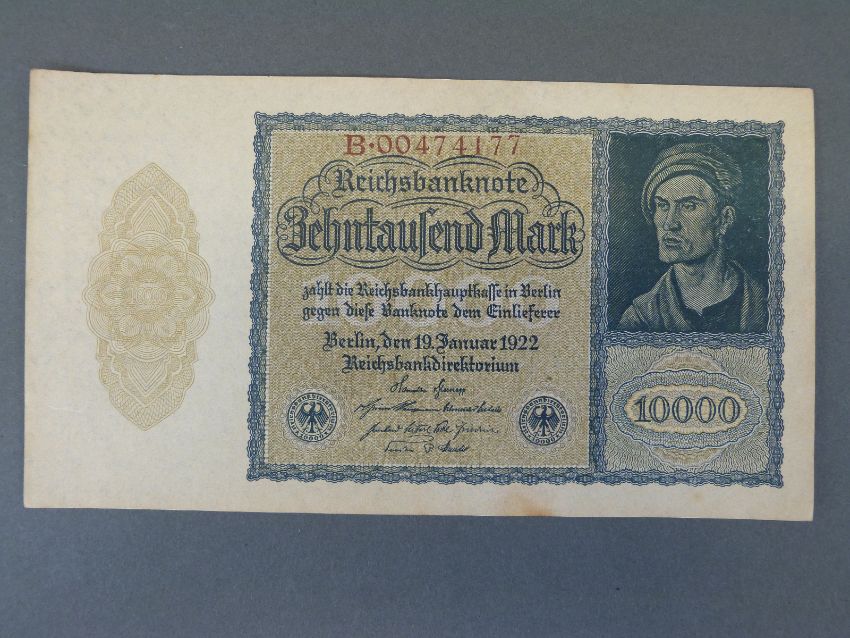 B·00474177
Reichsbanknote
Zehntausend Mark
zahlt die Reichsbankhauptkasse in Berlin
gegen diese Banknote dem Einlieferer
Berlin, den 19. Januar 1922
Reichsbankdirektorium
10000